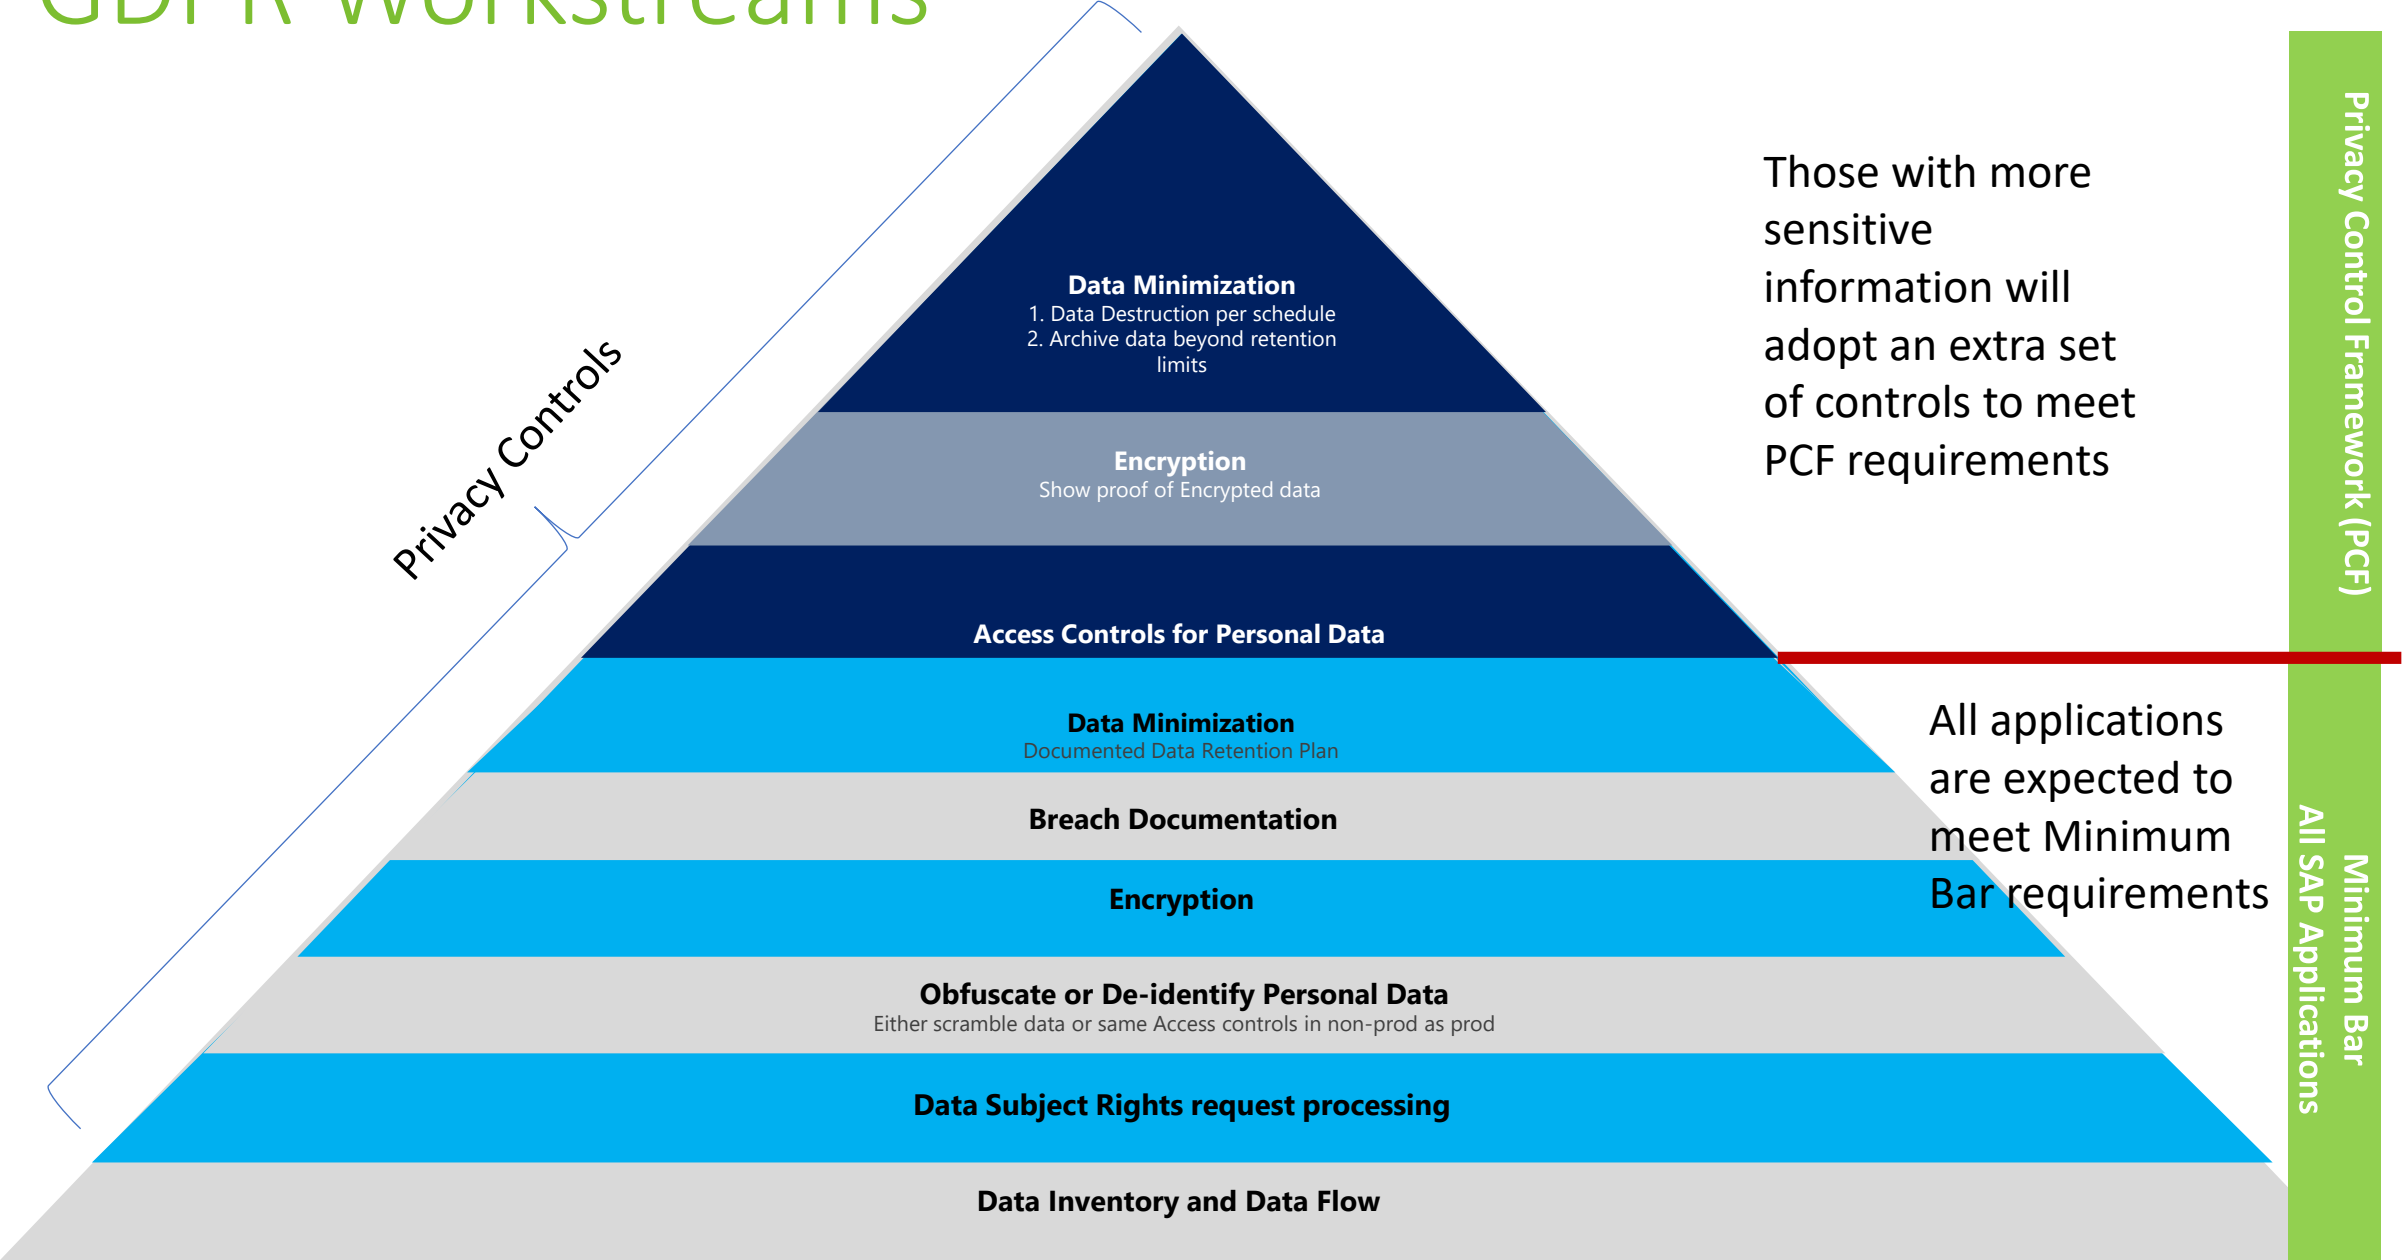 GDPR Workstreams
Privacy Controls
Data Minimization
1. Data Destruction per schedule
2. Archive data beyond retention
limits
Encryption
Show proof of Encrypted data
Access Controls for Personal Data
Data Minimization
Documented Data Retention Plan
Breach Documentation
Encryption
Obfuscate or De-identify Personal Data
Either scramble data or same Access controls in non-prod as prod
Data Subject Rights request processing
Data Inventory and Data Flow
Those with more
sensitive
information will
adopt an extra set
of controls to meet
PCF requirements
All applications
are expected to
meet Minimum
Bar requirements
Privacy Control Framework (PCF)
Minimum Bar
All SAP Applications